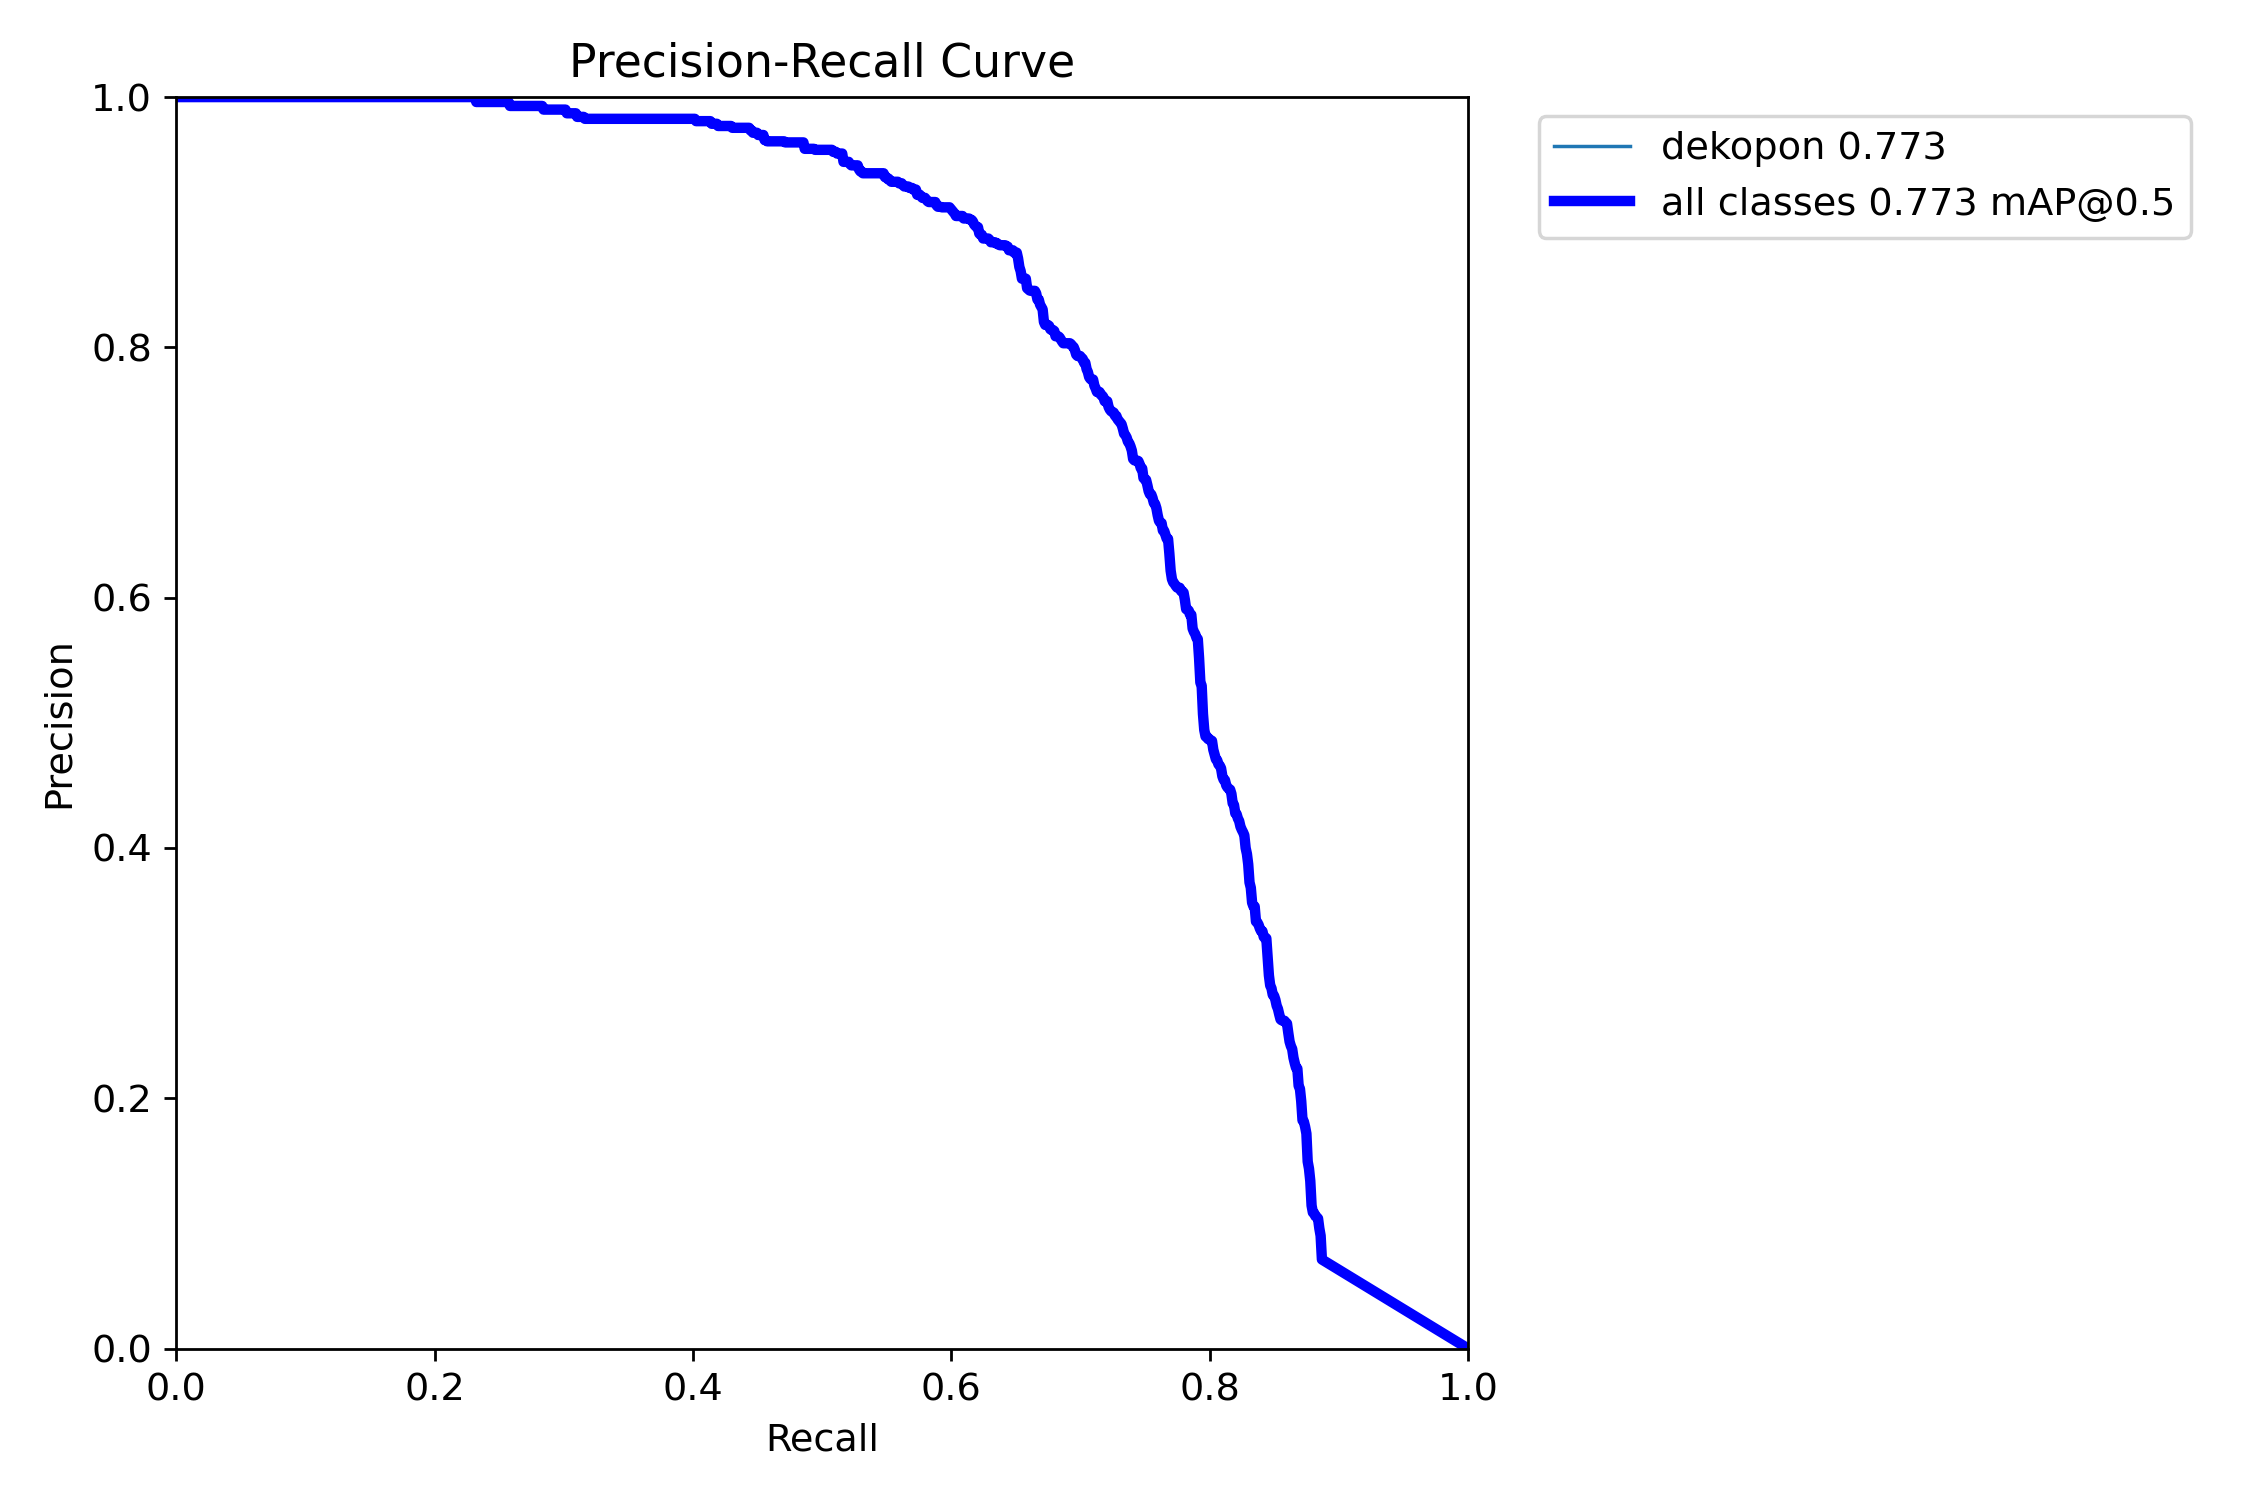 Precision-Recall Curve
1.0
0.8
0.6
0.4
0.2
0.0
Precision
0.0 0.2 0.4 0.6 0.8 1.0
Recall
dekopon 0.773
all classes 0.773 mAP@0.5